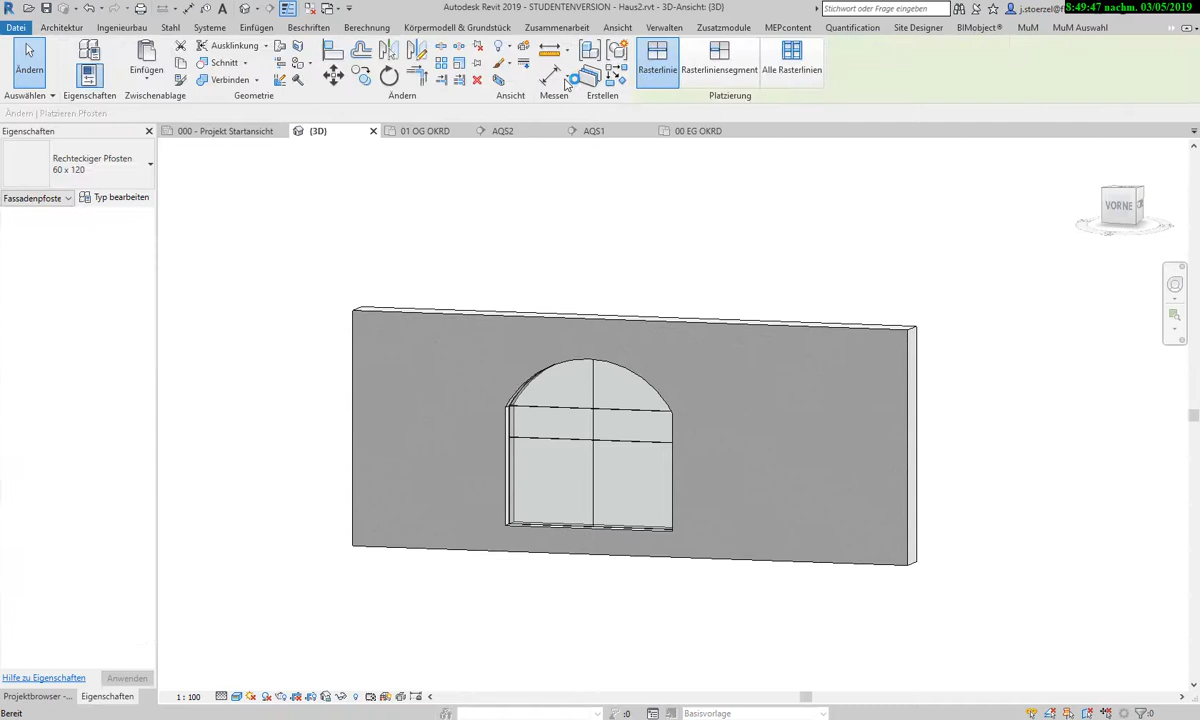 Autodesk Revit 2019 - STUDENTENVERSION - Haus2.rvt - 3D-Ansicht: {3D}
Stichwort oder Frage eingeben
8:49:47 nachm. 03/05/2019
Datei Architektur Ingenieurbau Stahl Systeme Einfügen Beschriften Berechnung Körpermodell & Grundstück Zusammenarbeit Ansicht Verwalten Zusatzmodule MEPcontent Quantification Site Designer BIMobject® MuM MuM Auswahl
Ausklinkung
Schnitt
Verbinden
Ändern
Eigenschaften
Einfügen
Rasterlinie Rasterliniensegment Alle Rasterlinien
Auswählen Eigenschaften Zwischenablage Geometrie Ändern Ansicht Messen Erstellen Platzierung
Ändern | Platzieren Pfosten
Eigenschaften
000 - Projekt Startansicht {3D} 01 OG OKRD AQS2 AQS1 00 EG OKRD
Rechteckiger Pfosten
60 x 120
Fassadenpfoste Typ bearbeiten
VORNE
Hilfe zu Eigenschaften Anwenden
Projektbrowser -... Eigenschaften
1 : 100
Bereit
:0
Basisvorlage
:0